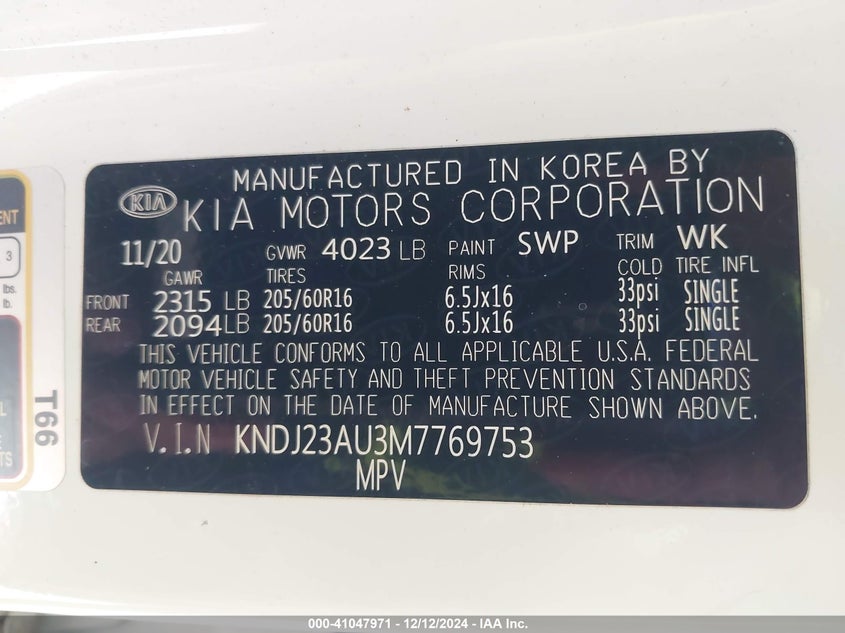 MANUFACTURED IN KOREA BY
KIA KIA MOTORS CORPORATION
11/20 GVWR 4023 LB PAINT SWP TRIM WK
GAWR TIRES RIMS COLD TIRE INFL
FRONT 2315 LB 205/60R16 6.5Jx16 33psi SINGLE
REAR 2094 LB 205/60R16 6.5Jx16 33psi SINGLE
THIS VEHICLE CONFORMS TO ALL APPLICABLE U.S.A. FEDERAL
MOTOR VEHICLE SAFETY AND THEFT PREVENTION STANDARDS
IN EFFECT ON THE DATE OF MANUFACTURE SHOWN ABOVE.
V.I.N KNDJ23AU3M7769753
MPV
3
lbs.
lb.
T66
000-41047971 - 12/12/2024 - IAA Inc.